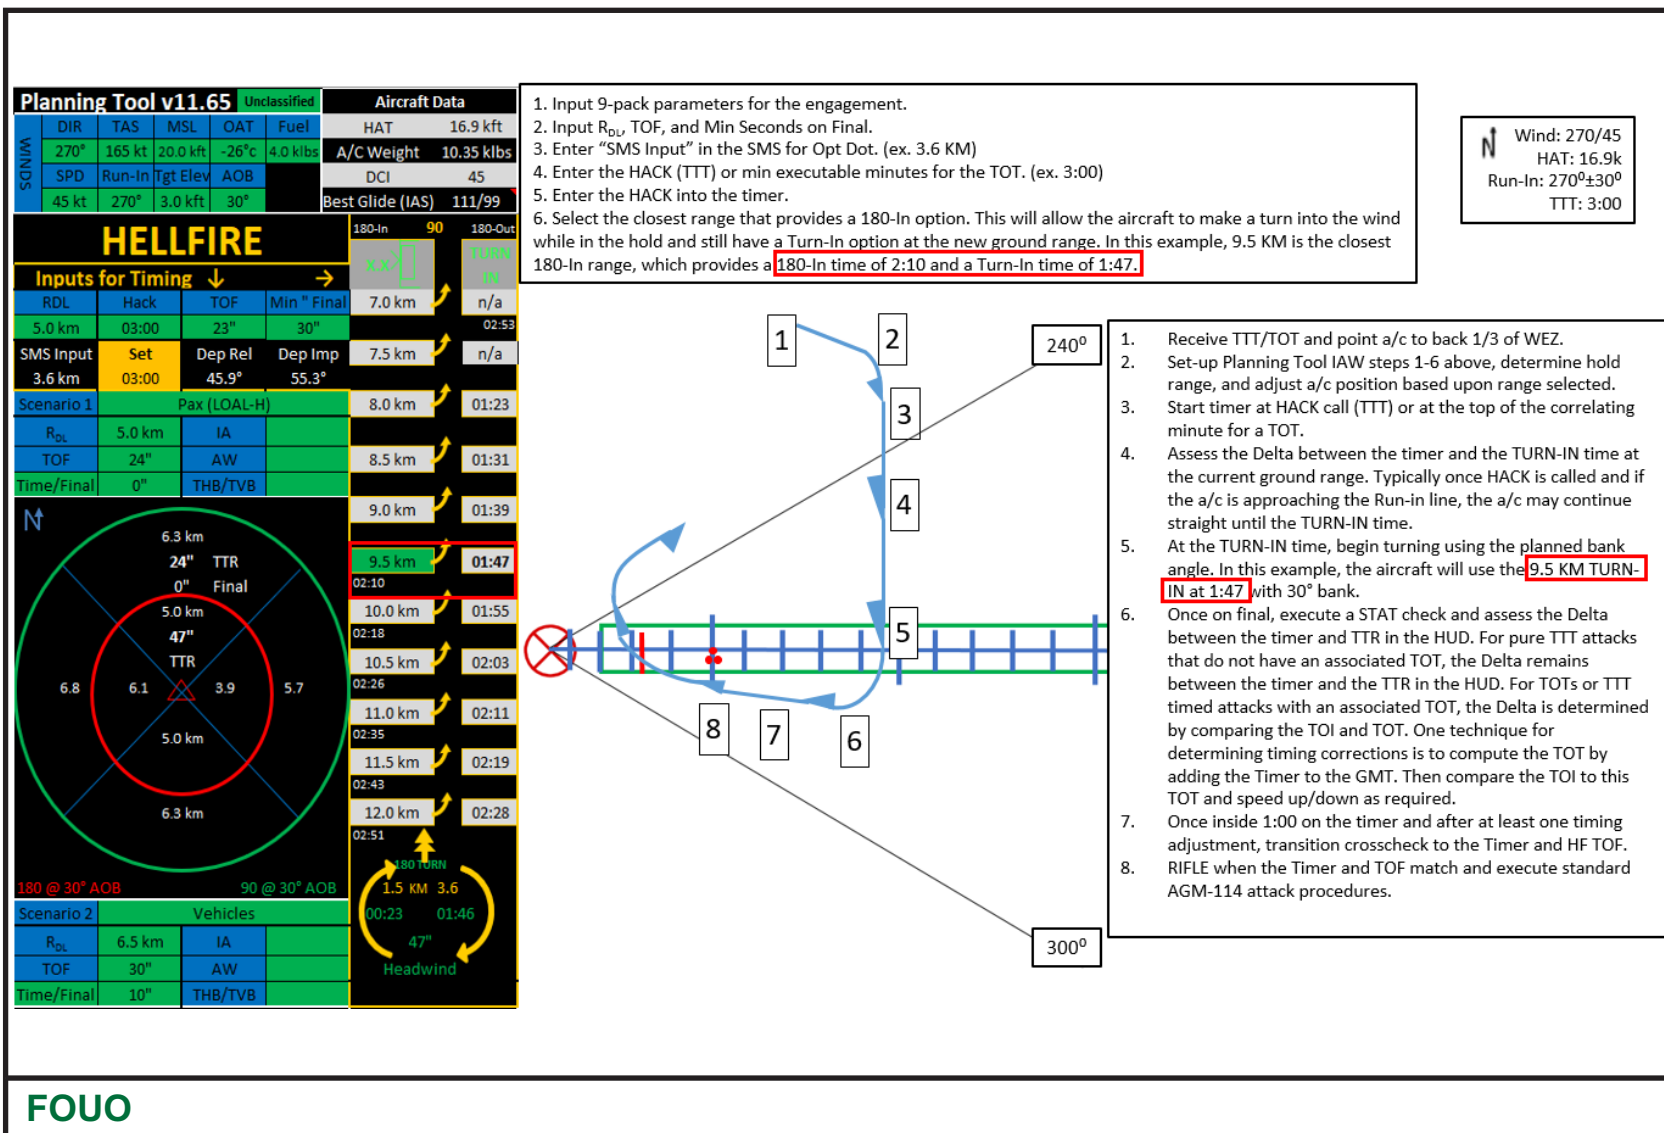 Planning Tool v11.65 Unclassified
Aircraft Data
WINDS
DIR TAS MSL OAT Fuel
270° 165 kt 20.0 kft -26°c 4.0 klbs
SPD Run-In Tgt Elev AOB
45 kt 270° 3.0 kft 30°
HAT 16.9 kft
A/C Weight 10.35 klbs
DCI 45
Best Glide (IAS) 111/99
HELLFIRE
Inputs for Timing ↓ →
RDL Hack TOF Min " Final
5.0 km 03:00 23" 30"
SMS Input Set Dep Rel Dep Imp
3.6 km 03:00 45.9° 55.3°
Scenario 1 Pax (LOAL-H)
RDL 5.0 km IA
TOF 24" AW
Time/Final 0" THB/TVB
N
6.3 km
24" TTR
0" Final
5.0 km
47"
TTR
6.8 6.1 3.9 5.7
5.0 km
6.3 km
180 @ 30° AOB 90 @ 30° AOB
Scenario 2 Vehicles
RDL 6.5 km IA
TOF 30" AW
Time/Final 10" THB/TVB
180-In 90 180-Out
X.X TURN
IN
7.0 km n/a
02:53
7.5 km n/a
8.0 km 01:23
8.5 km 01:31
9.0 km 01:39
9.5 km 01:47
02:10
10.0 km 01:55
02:18
10.5 km 02:03
02:26
11.0 km 02:11
02:35
11.5 km 02:19
02:43
12.0 km 02:28
02:51
180 TURN
1.5 KM 3.6
00:23 01:46
47"
Headwind
1. Input 9-pack parameters for the engagement.
2. Input RDL, TOF, and Min Seconds on Final.
3. Enter “SMS Input” in the SMS for Opt Dot. (ex. 3.6 KM)
4. Enter the HACK (TTT) or min executable minutes for the TOT. (ex. 3:00)
5. Enter the HACK into the timer.
6. Select the closest range that provides a 180-In option. This will allow the aircraft to make a turn into the wind
while in the hold and still have a Turn-In option at the new ground range. In this example, 9.5 KM is the closest
180-In range, which provides a 180-In time of 2:10 and a Turn-In time of 1:47.
N
Wind: 270/45
HAT: 16.9k
Run-In: 270⁰±30⁰
TTT: 3:00
1
2
240⁰
3
4
5
8
7
6
300⁰
1. Receive TTT/TOT and point a/c to back 1/3 of WEZ.
2. Set-up Planning Tool IAW steps 1-6 above, determine hold
range, and adjust a/c position based upon range selected.
3. Start timer at HACK call (TTT) or at the top of the correlating
minute for a TOT.
4. Assess the Delta between the timer and the TURN-IN time at
the current ground range. Typically once HACK is called and if
the a/c is approaching the Run-in line, the a/c may continue
straight until the TURN-IN time.
5. At the TURN-IN time, begin turning using the planned bank
angle. In this example, the aircraft will use the 9.5 KM TURN-
IN at 1:47 with 30° bank.
6. Once on final, execute a STAT check and assess the Delta
between the timer and TTR in the HUD. For pure TTT attacks
that do not have an associated TOT, the Delta remains
between the timer and the TTR in the HUD. For TOTs or TTT
timed attacks with an associated TOT, the Delta is determined
by comparing the TOI and TOT. One technique for
determining timing corrections is to compute the TOT by
adding the Timer to the GMT. Then compare the TOI to this
TOT and speed up/down as required.
7. Once inside 1:00 on the timer and after at least one timing
adjustment, transition crosscheck to the Timer and HF TOF.
8. RIFLE when the Timer and TOF match and execute standard
AGM-114 attack procedures.
FOUO